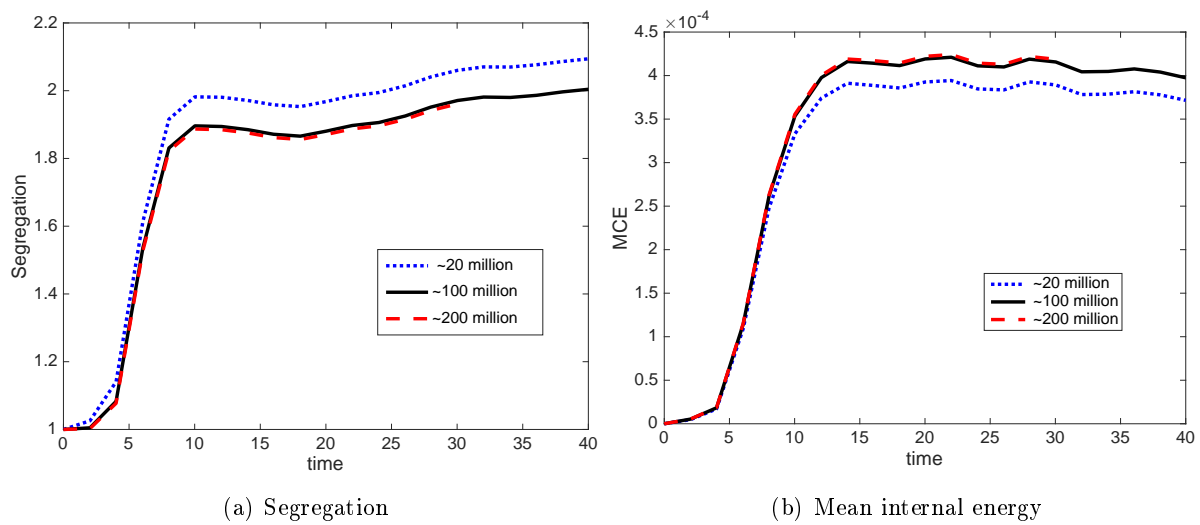 2.2
2
1.8
1.6
1.4
1.2
1
Segregation
0 5 10 15 20 25 30 35 40
time
~20 million
~100 million
~200 million
(a) Segregation
×10⁻⁴
4.5
4
3.5
3
2.5
2
1.5
1
0.5
0
MCE
0 5 10 15 20 25 30 35 40
time
~20 million
~100 million
~200 million
(b) Mean internal energy